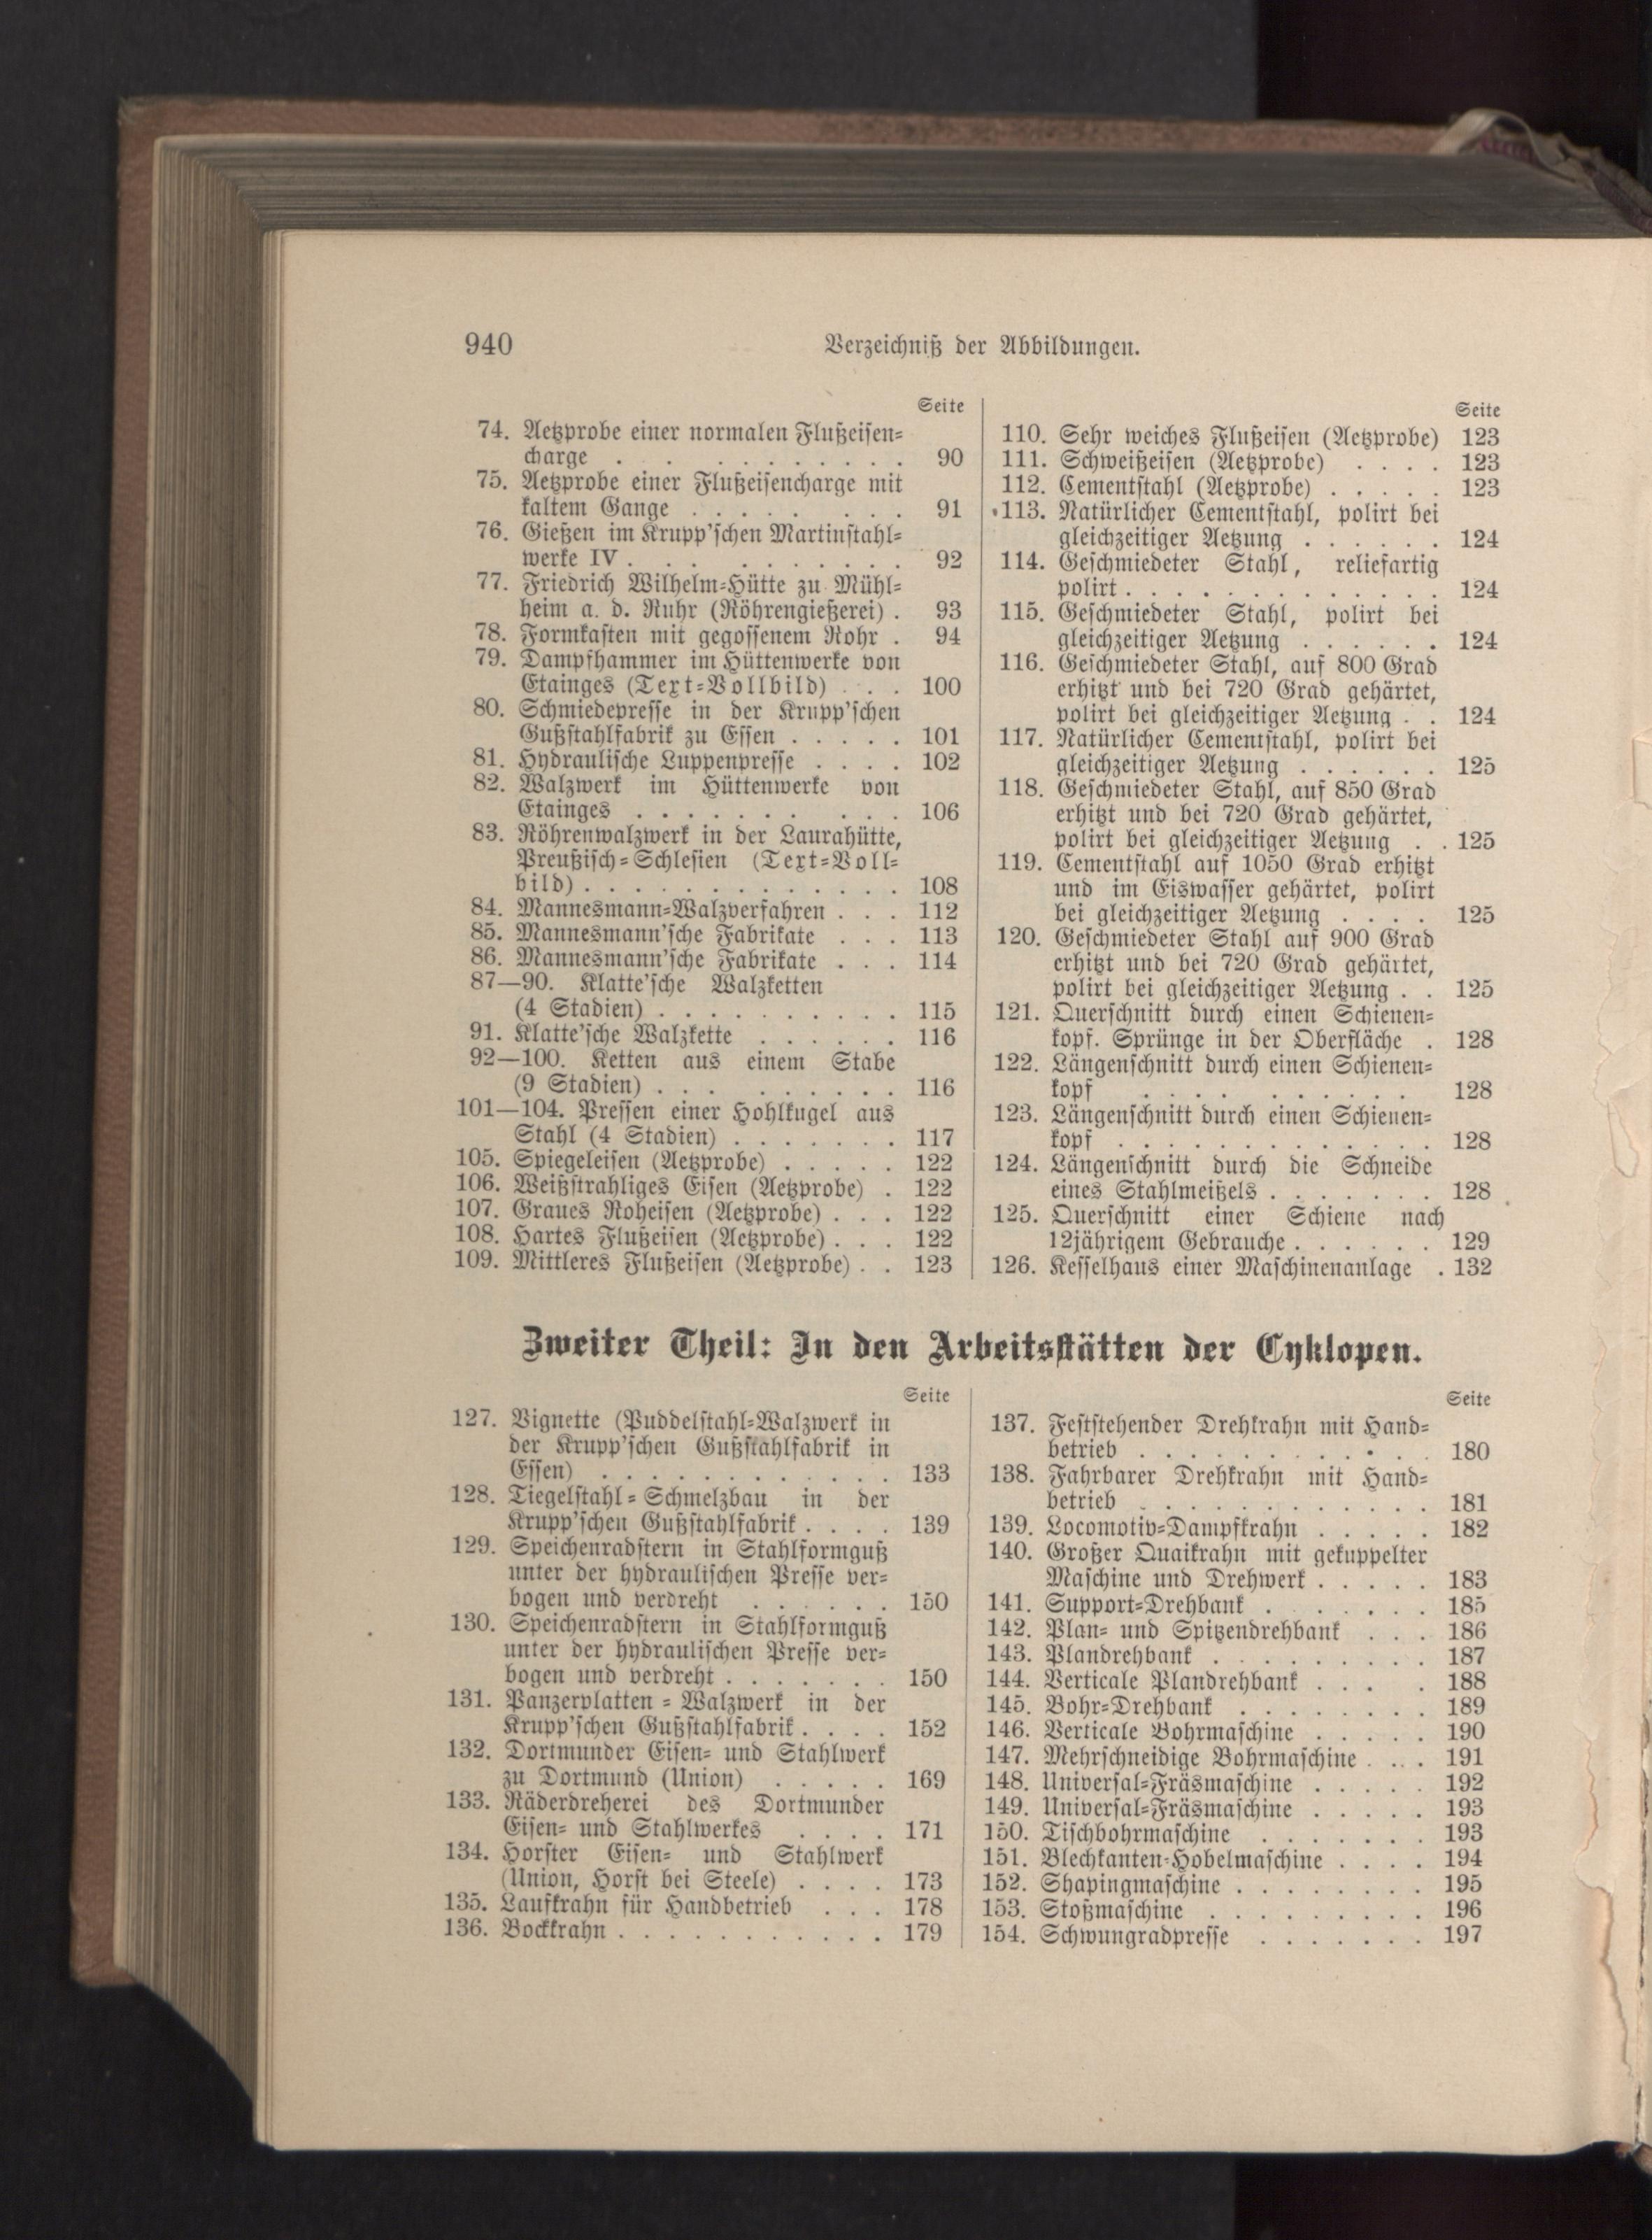 940 Verzeichniß der Abbildungen.
Seite
74. Aetzprobe einer normalen Flußeisen=
charge . . . . . . . . . . 90
75. Aetzprobe einer Flußeisencharge mit
kaltem Gange . . . . . . . . 91
76. Gießen im Krupp'schen Martinstahl=
werke IV . . . . . . . . . . 92
77. Friedrich Wilhelm=Hütte zu Mühl=
heim a. d. Ruhr (Röhrengießerei) . 93
78. Formkasten mit gegossenem Rohr . 94
79. Dampfhammer im Hüttenwerke von
Etainges (Text=Vollbild) . . . 100
80. Schmiedepresse in der Krupp'schen
Gußstahlfabrik zu Essen . . . . . 101
81. Hydraulische Luppenpresse . . . . 102
82. Walzwerk im Hüttenwerke von
Etainges . . . . . . . . . . 106
83. Röhrenwalzwerk in der Laurahütte,
Preußisch=Schlesien (Text=Voll=
bild) . . . . . . . . . . . . . 108
84. Mannesmann=Walzverfahren . . . 112
85. Mannesmann'sche Fabrikate . . . 113
86. Mannesmann'sche Fabrikate . . . 114
87—90. Klatte'sche Walzketten
(4 Stadien) . . . . . . . . . . 115
91. Klatte'sche Walzkette . . . . . . 116
92—100. Ketten aus einem Stabe
(9 Stadien) . . . . . . . . . 116
101—104. Pressen einer Hohlkugel aus
Stahl (4 Stadien) . . . . . . . 117
105. Spiegeleisen (Aetzprobe) . . . . . 122
106. Weißstrahliges Eisen (Aetzprobe) . 122
107. Graues Roheisen (Aetzprobe) . . . 122
108. Hartes Flußeisen (Aetzprobe) . . . 122
109. Mittleres Flußeisen (Aetzprobe) . . 123
Seite
110. Sehr weiches Flußeisen (Aetzprobe) 123
111. Schweißeisen (Aetzprobe) . . . . 123
112. Cementstahl (Aetzprobe) . . . . . 123
113. Natürlicher Cementstahl, polirt bei
gleichzeitiger Aetzung . . . . . . 124
114. Geschmiedeter Stahl, reliefartig
polirt . . . . . . . . . . . . . 124
115. Geschmiedeter Stahl, polirt bei
gleichzeitiger Aetzung . . . . . . 124
116. Geschmiedeter Stahl, auf 800 Grad
erhitzt und bei 720 Grad gehärtet,
polirt bei gleichzeitiger Aetzung . . 124
117. Natürlicher Cementstahl, polirt bei
gleichzeitiger Aetzung . . . . . . 125
118. Geschmiedeter Stahl, auf 850 Grad
erhitzt und bei 720 Grad gehärtet,
polirt bei gleichzeitiger Aetzung . . 125
119. Cementstahl auf 1050 Grad erhitzt
und im Eiswasser gehärtet, polirt
bei gleichzeitiger Aetzung . . . . 125
120. Geschmiedeter Stahl auf 900 Grad
erhitzt und bei 720 Grad gehärtet,
polirt bei gleichzeitiger Aetzung . . 125
121. Querschnitt durch einen Schienen=
kopf. Sprünge in der Oberfläche . 128
122. Längenschnitt durch einen Schienen=
kopf . . . . . . . . . . 128
123. Längenschnitt durch einen Schienen=
kopf . . . . . . . . . . . . . 128
124. Längenschnitt durch die Schneide
eines Stahlmeißels . . . . . . . 128
125. Querschnitt einer Schiene nach
12jährigem Gebrauche . . . . . . 129
126. Kesselhaus einer Maschinenanlage . 132
Zweiter Theil: In den Arbeitsstätten der Cyklopen.
Seite
127. Vignette (Puddelstahl=Walzwerk in
der Krupp'schen Gußstahlfabrik in
Essen) . . . . . . . . . . . . 133
128. Tiegelstahl=Schmelzbau in der
Krupp'schen Gußstahlfabrik . . . . 139
129. Speichenradstern in Stahlformguß
unter der hydraulischen Presse ver=
bogen und verdreht . . . . . . 150
130. Speichenradstern in Stahlformguß
unter der hydraulischen Presse ver=
bogen und verdreht . . . . . . . 150
131. Panzerplatten=Walzwerk in der
Krupp'schen Gußstahlfabrik . . . . 152
132. Dortmunder Eisen= und Stahlwerk
zu Dortmund (Union) . . . . . 169
133. Räderdreherei des Dortmunder
Eisen= und Stahlwerkes . . . . 171
134. Horster Eisen= und Stahlwerk
(Union, Horst bei Steele) . . . . 173
135. Laufkrahn für Handbetrieb . . . 178
136. Bockkrahn . . . . . . . . . . . 179
Seite
137. Feststehender Drehkrahn mit Hand=
betrieb . . . . . . . . . . . 180
138. Fahrbarer Drehkrahn mit Hand=
betrieb . . . . . . . . . . . . 181
139. Locomotiv=Dampfkrahn . . . . . 182
140. Großer Quaikrahn mit gekuppelter
Maschine und Drehwerk . . . . . 183
141. Support=Drehbank . . . . . . . 185
142. Plan= und Spitzendrehbank . . . 186
143. Plandrehbank . . . . . . . . . 187
144. Verticale Plandrehbank . . . . . 188
145. Bohr=Drehbank . . . . . . . . 189
146. Verticale Bohrmaschine . . . . . 190
147. Mehrschneidige Bohrmaschine . . . 191
148. Universal=Fräsmaschine . . . . . 192
149. Universal=Fräsmaschine . . . . . 193
150. Tischbohrmaschine . . . . . . . 193
151. Blechkanten=Hobelmaschine . . . . 194
152. Shapingmaschine . . . . . . . . 195
153. Stoßmaschine . . . . . . . . . 196
154. Schwungradpresse . . . . . . . 197